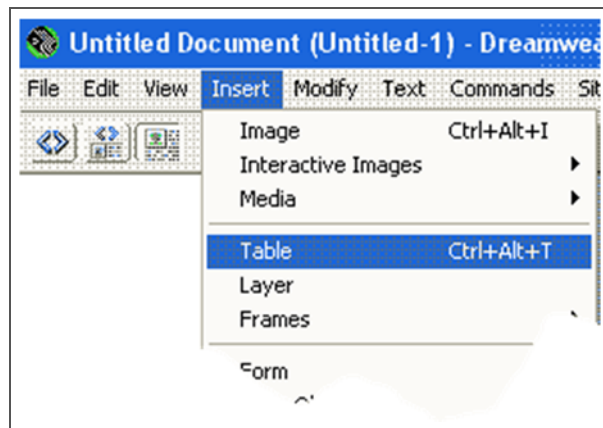 Untitled Document (Untitled-1) - Dreamwea
File Edit View Insert Modify Text Commands Sit
Image Ctrl+Alt+I
Interactive Images
Media
Table Ctrl+Alt+T
Layer
Frames
Form